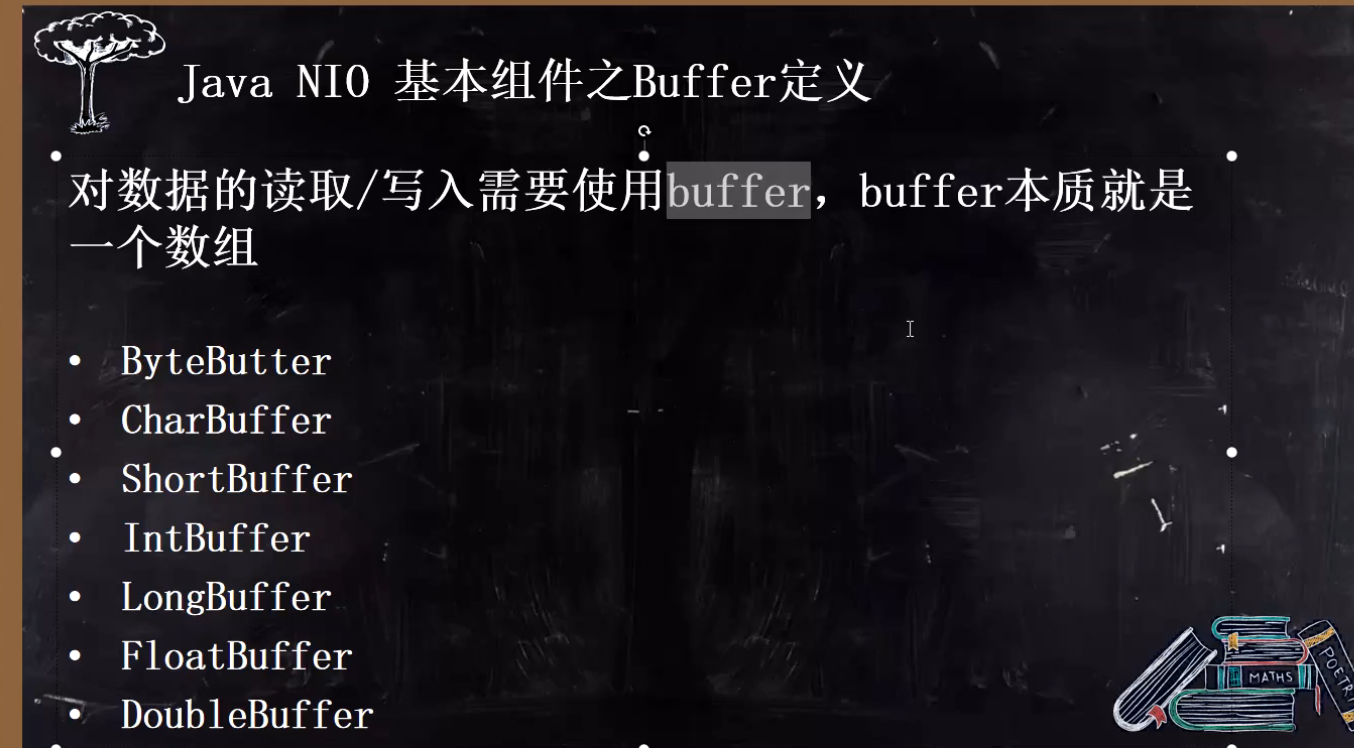 Java NIO 基本组件之Buffer定义
对数据的读取/写入需要使用buffer，buffer本质就是
一个数组
• ByteButter
• CharBuffer
• ShortBuffer
• IntBuffer
• LongBuffer
• FloatBuffer
• DoubleBuffer
MATHS